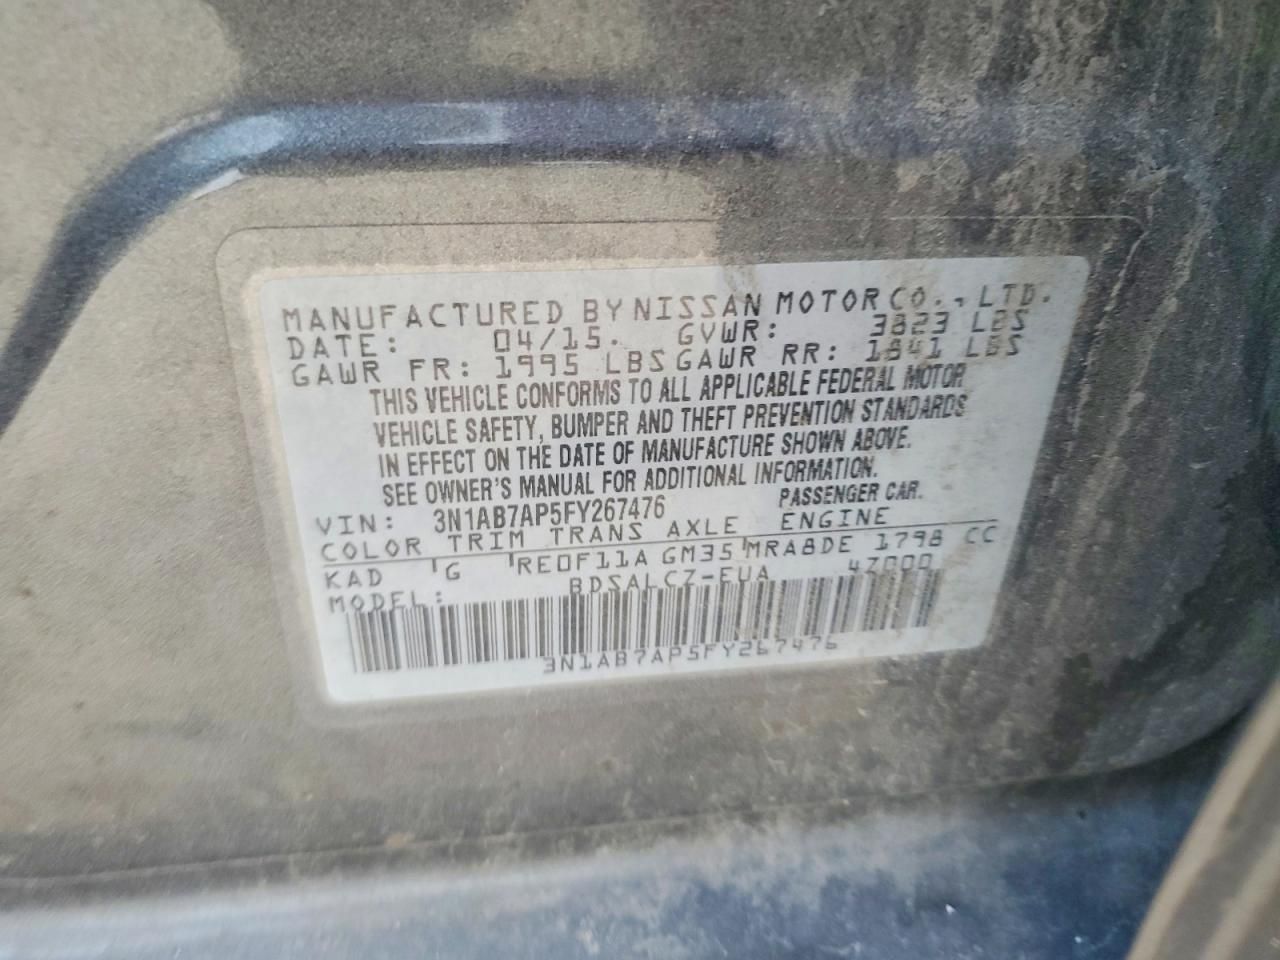 MANUFACTURED BY NISSAN MOTOR CO., LTD.
DATE: 04/15. GVWR: 3823 LBS
GAWR FR: 1995 LBS GAWR RR: 1841 LBS
THIS VEHICLE CONFORMS TO ALL APPLICABLE FEDERAL MOTOR
VEHICLE SAFETY, BUMPER AND THEFT PREVENTION STANDARDS
IN EFFECT ON THE DATE OF MANUFACTURE SHOWN ABOVE.
SEE OWNER'S MANUAL FOR ADDITIONAL INFORMATION.
VIN: 3N1AB7AP5FY267476 PASSENGER CAR.
COLOR TRIM TRANS AXLE ENGINE
KAD G RE0F11A GM35 MRA8DE 1798 CC
MODEL: BDSALCZ-EUA 47000
3N1AB7AP5FY267476